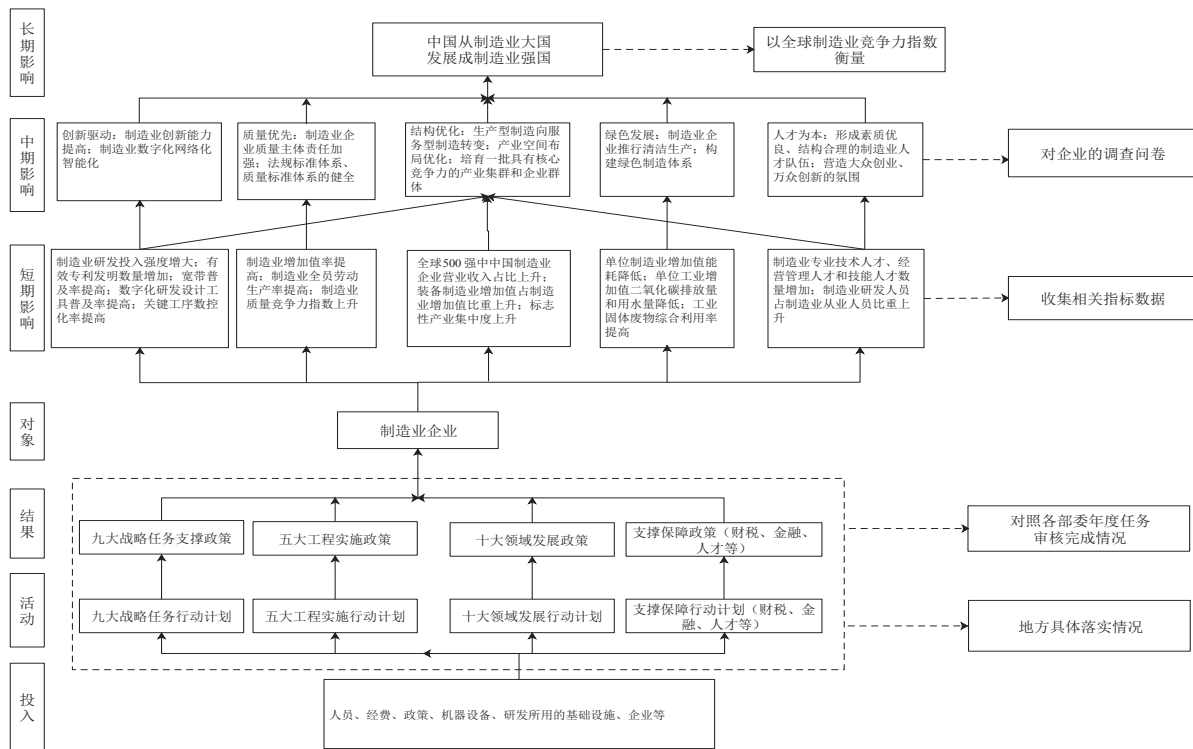 长期影响
中国从制造业大国
发展成制造业强国
以全球制造业竞争力指数
衡量
中期影响
创新驱动；制造业创新能力
提高；制造业数字化网络化
智能化
质量优先；制造业企
业质量主体责任加
强；法规标准体系、
质量标准体系的健全
结构优化；生产型制造向服
务型制造转变；产业空间布
局优化；培育一批具有核心
竞争力的产业集群和企业群
体
绿色发展；制造业企
业推行清洁生产；构
建绿色制造体系
人才为本：形成素质优
良、结构合理的制造业人
才队伍；营造大众创业、
万众创新的氛围
对企业的调查问卷
短期影响
制造业研发投入强度增大；有
效专利发明数量增加；宽带普
及率提高；数字化研发设计工
具普及率提高；关键工序数控
化率提高
制造业增加值率提
高；制造业全员劳动
生产率提高；制造业
质量竞争力指数上升
全球500强中中国制造业
企业营业收入占比上升；
装备制造业增加值占制造
业增加值比重上升；标志
性产业集中度上升
单位制造业增加值能
耗降低；单位工业增
加值二氧化碳排放量
和用水量降低；工业
固体废物综合利用率
提高
制造业专业技术人才、经
营管理人才和技能人才数
量增加；制造业研发人员
占制造业从业人员比重上
升
收集相关指标数据
对象
制造业企业
结果
九大战略任务支撑政策
五大工程实施政策
十大领域发展政策
支撑保障政策（财税、金融、
人才等）
对照各部委年度任务
审核完成情况
活动
九大战略任务行动计划
五大工程实施行动计划
十大领域发展行动计划
支撑保障行动计划（财税、金
融、人才等）
地方具体落实情况
投入
人员、经费、政策、机器设备、研发所用的基础设施、企业等